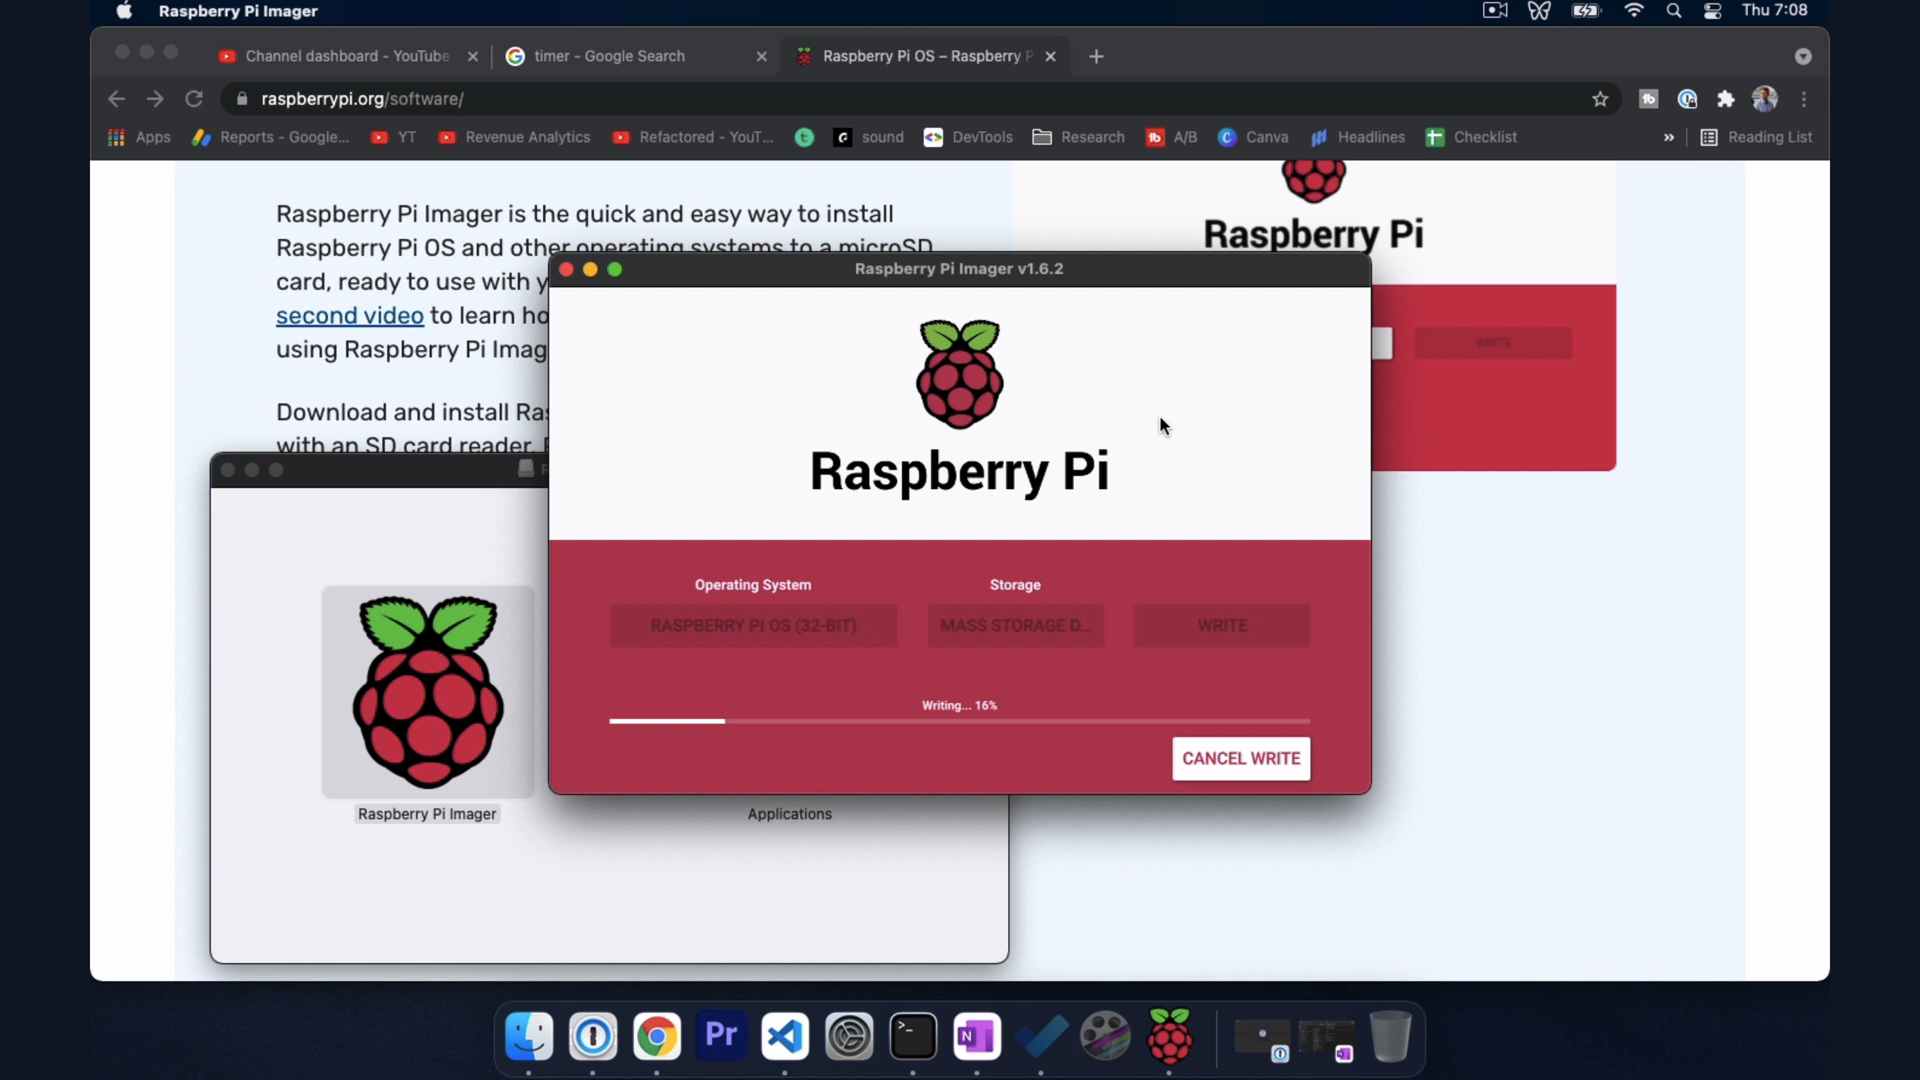 Raspberry Pi Imager
Thu 7:08
Channel dashboard - YouTube
timer - Google Search
Raspberry Pi OS – Raspberry P
raspberrypi.org/software/
Apps
Reports - Google...
YT
Revenue Analytics
Refactored - YouT...
sound
DevTools
Research
A/B
Canva
Headlines
Checklist
»
Reading List
Raspberry Pi Imager is the quick and easy way to install
Raspberry Pi OS and other operating systems to a microSD
card, ready to use with y
second video to learn ho
using Raspberry Pi Imag
Download and install Ras
with an SD card reader.
Raspberry Pi
WRITE
Raspberry Pi Imager v1.6.2
Raspberry Pi
Operating System
Storage
RASPBERRY PI OS (32-BIT)
MASS STORAGE D...
WRITE
Writing... 16%
CANCEL WRITE
Raspberry Pi Imager
Applications
Pr
N